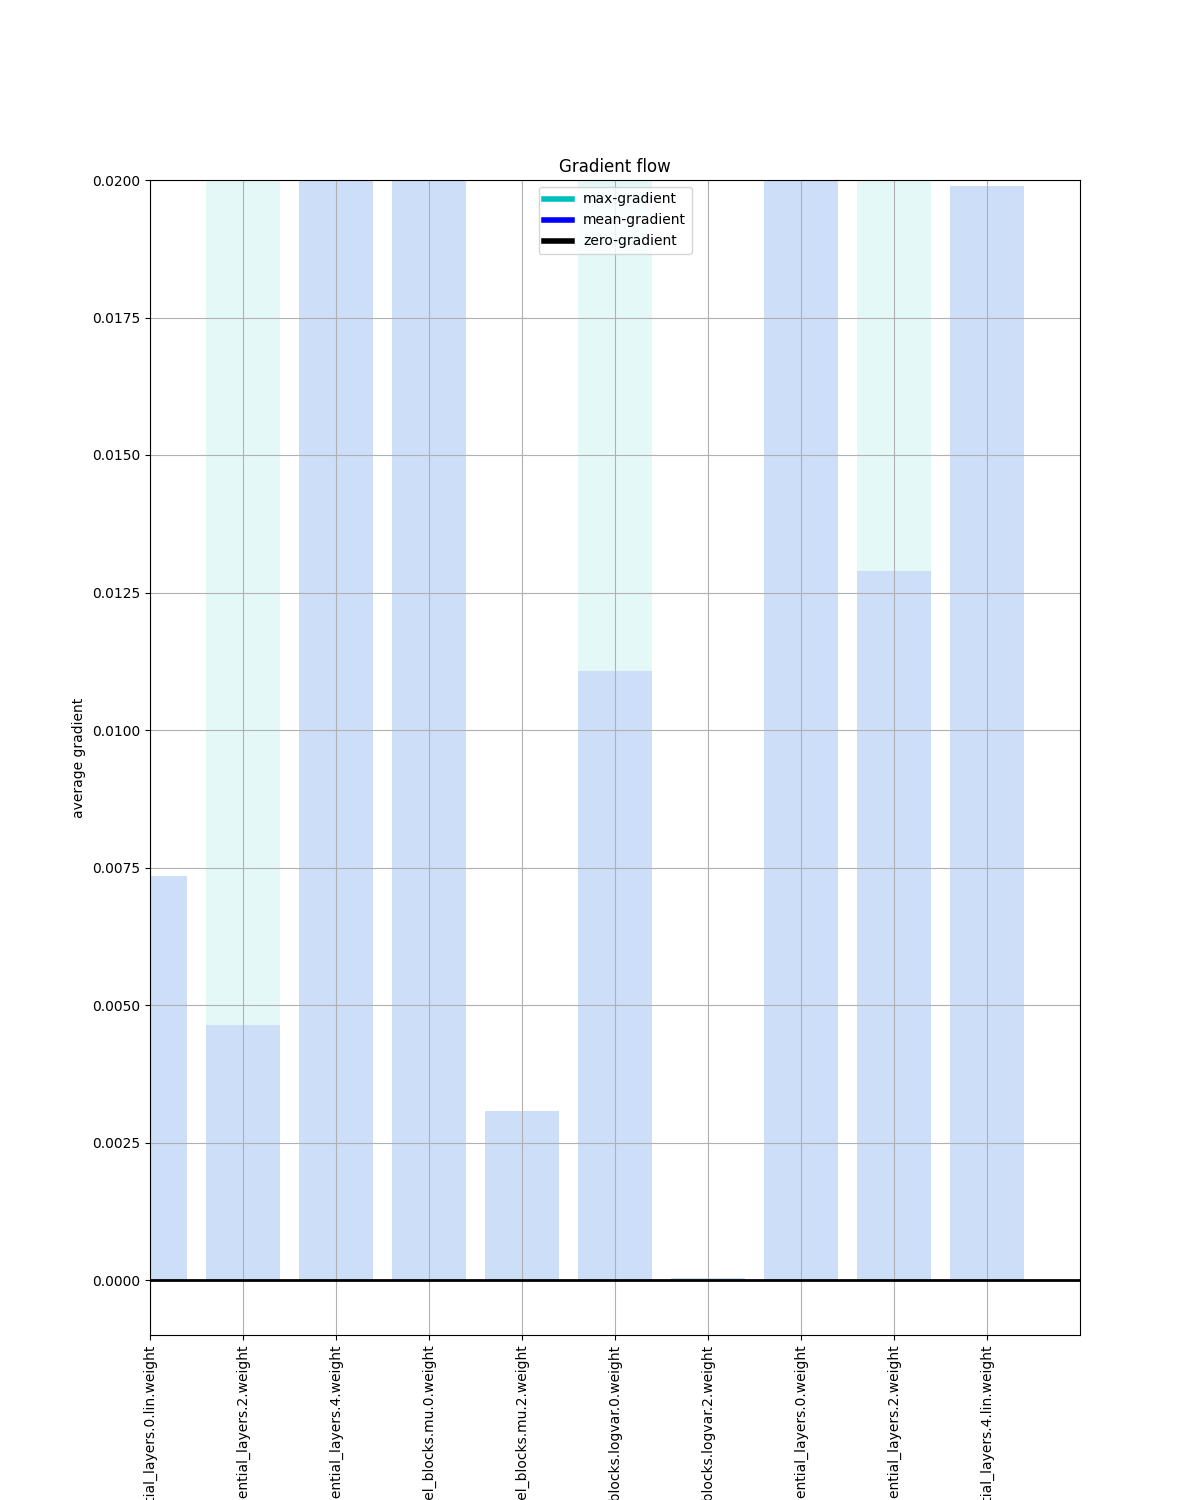 Gradient flow
max-gradient
mean-gradient
zero-gradient
0.0200
0.0175
0.0150
0.0125
0.0100
0.0075
0.0050
0.0025
0.0000
average gradient
tial_layers.0.lin.weight
ential_layers.2.weight
ential_layers.4.weight
el_blocks.mu.0.weight
el_blocks.mu.2.weight
blocks.logvar.0.weight
blocks.logvar.2.weight
ential_layers.0.weight
ential_layers.2.weight
tial_layers.4.lin.weight